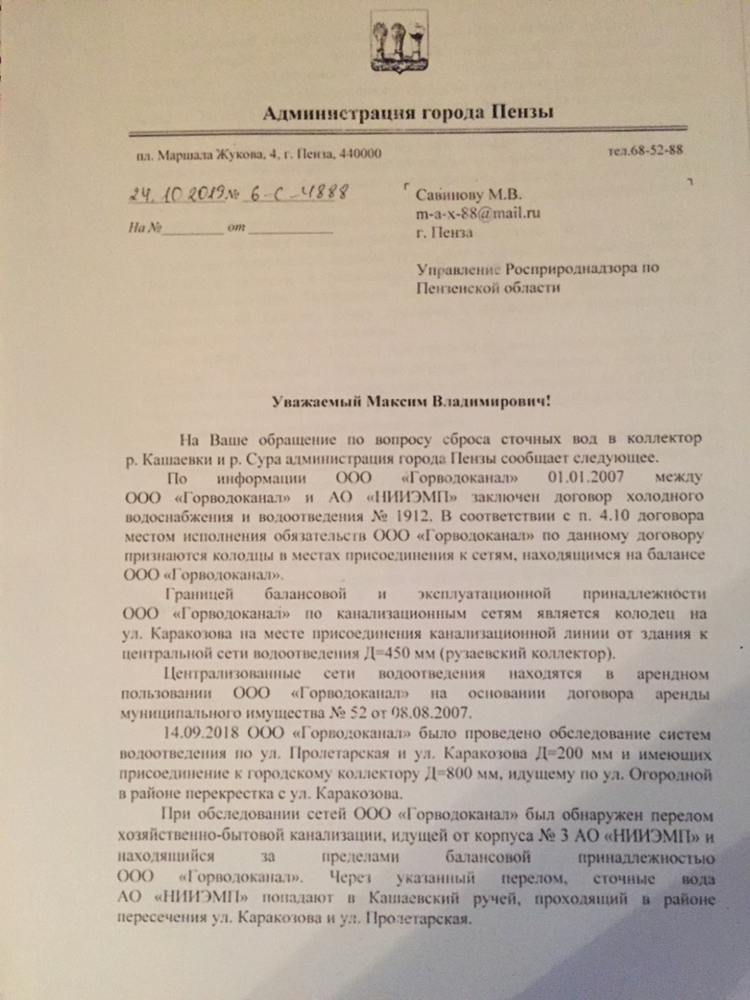 Администрация города Пензы
пл. Маршала Жукова, 4, г. Пенза, 440000
тел.68-52-88
24.10.2019№ 6-С-4888
На №_________ от ____________
Савинову М.В.
m-a-x-88@mail.ru
г. Пенза
Управление Росприроднадзора по
Пензенской области
Уважаемый Максим Владимирович!
На Ваше обращение по вопросу сброса сточных вод в коллектор
р. Кашаевки и р. Сура администрация города Пензы сообщает следующее.
По информации ООО «Горводоканал» 01.01.2007 между
ООО «Горводоканал» и АО «НИИЭМП» заключен договор холодного
водоснабжения и водоотведения № 1912. В соответствии с п. 4.10 договора
местом исполнения обязательств ООО «Горводоканал» по данному договору
признаются колодцы в местах присоединения к сетям, находящимся на балансе
ООО «Горводоканал».
Границей балансовой и эксплуатационной принадлежности
ООО «Горводоканал» по канализационным сетям является колодец на
ул. Каракозова на месте присоединения канализационной линии от здания к
центральной сети водоотведения Д=450 мм (рузаевский коллектор).
Централизованные сети водоотведения находятся в арендном
пользовании ООО «Горводоканал» на основании договора аренды
муниципального имущества № 52 от 08.08.2007.
14.09.2018 ООО «Горводоканал» было проведено обследование систем
водоотведения по ул. Пролетарская и ул. Каракозова Д=200 мм и имеющих
присоединение к городскому коллектору Д=800 мм, идущему по ул. Огородной
в районе перекрестка с ул. Каракозова.
При обследовании сетей ООО «Горводоканал» был обнаружен перелом
хозяйственно-бытовой канализации, идущей от корпуса № 3 АО «НИИЭМП» и
находящийся за пределами балансовой принадлежностью
ООО «Горводоканал». Через указанный перелом, сточные вода
АО «НИИЭМП» попадают в Кашаевский ручей, проходящий в районе
пересечения ул. Каракозова и ул. Пролетарская.